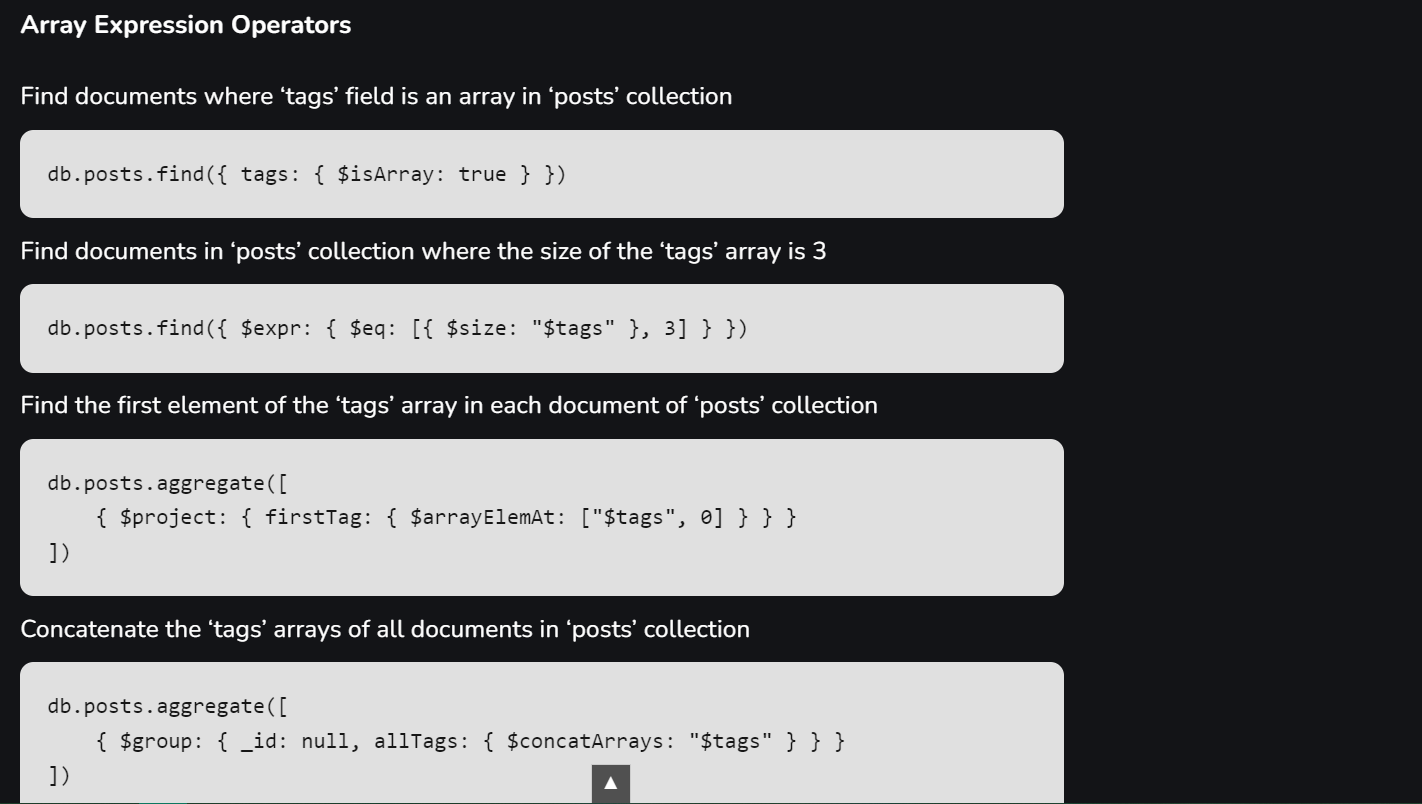 Array Expression Operators
Find documents where ‘tags’ field is an array in ‘posts’ collection
db.posts.find({ tags: { $isArray: true } })
Find documents in ‘posts’ collection where the size of the ‘tags’ array is 3
db.posts.find({ $expr: { $eq: [{ $size: "$tags" }, 3] } })
Find the first element of the ‘tags’ array in each document of ‘posts’ collection
db.posts.aggregate([
    { $project: { firstTag: { $arrayElemAt: ["$tags", 0] } } }
])
Concatenate the ‘tags’ arrays of all documents in ‘posts’ collection
db.posts.aggregate([
    { $group: { _id: null, allTags: { $concatArrays: "$tags" } } }
])